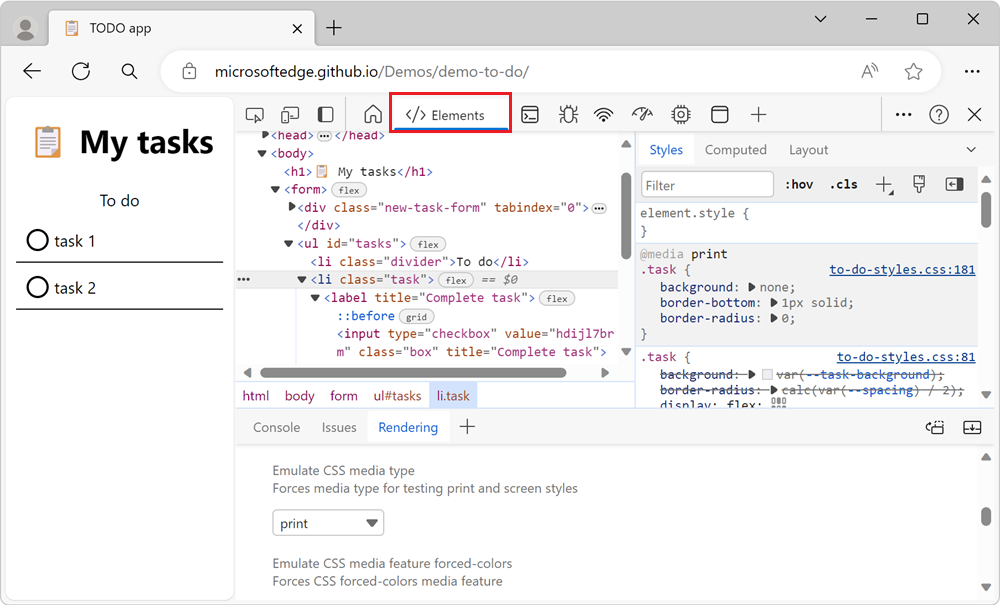 TODO app
microsoftedge.github.io/Demos/demo-to-do/
My tasks
To do
task 1
task 2
</> Elements
<head> ... </head>
<body>
<h1>📋 My tasks</h1>
<form> flex
<div class="new-task-form" tabindex="0"> ...
</div>
<ul id="tasks"> flex
<li class="divider">To do</li>
... <li class="task"> flex == $0
<label title="Complete task"> flex
::before grid
<input type="checkbox" value="hdijl7br
m" class="box" title="Complete task">
html body form ul#tasks li.task
Styles Computed Layout
Filter :hov .cls
element.style {
}
@media print
.task { to-do-styles.css:181
background: none;
border-bottom: 1px solid;
border-radius: 0;
}
.task { to-do-styles.css:81
background: var(--task-background);
border-radius: calc(var(--spacing) / 2);
display: flex;
Console Issues Rendering
Emulate CSS media type
Forces media type for testing print and screen styles
print
Emulate CSS media feature forced-colors
Forces CSS forced-colors media feature